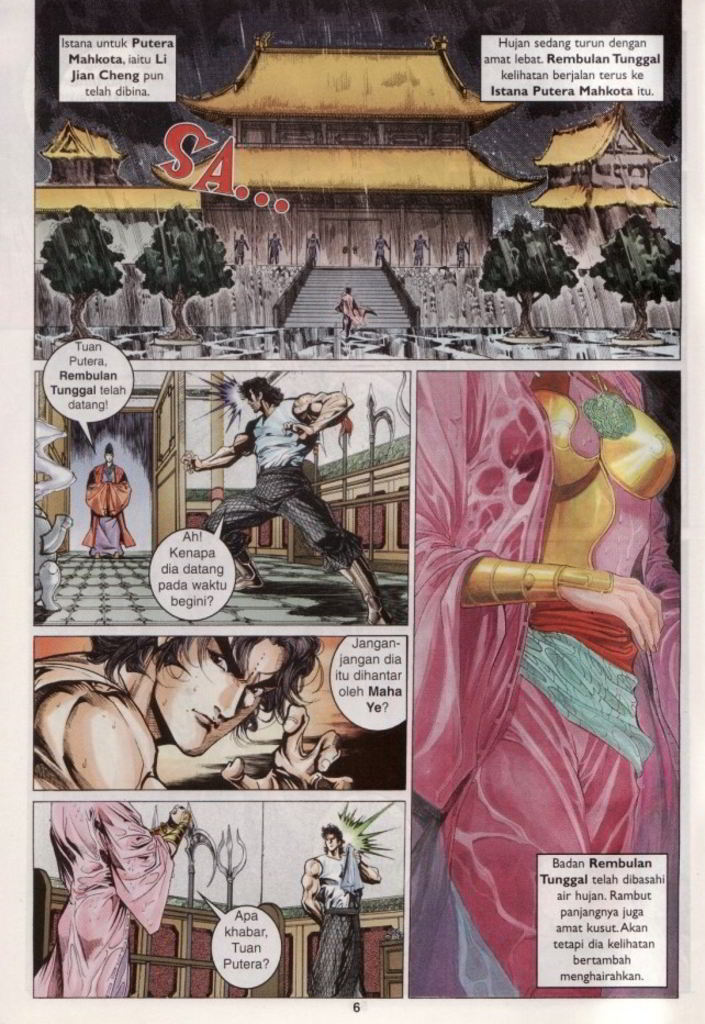 Istana untuk Putera
Mahkota, iaitu Li
Jian Cheng pun
telah dibina.
Hujan sedang turun dengan
amat lebat. Rembulan Tunggal
kelihatan berjalan terus ke
Istana Putera Mahkota itu.
SA...
Tuan
Putera,
Rembulan
Tunggal telah
datang!
Ah!
Kenapa
dia datang
pada waktu
begini?
Jangan-
jangan dia
itu dihantar
oleh Maha
Ye?
Apa
khabar,
Tuan
Putera?
Badan Rembulan
Tunggal telah dibasahi
air hujan. Rambut
panjangnya juga
amat kusut. Akan
tetapi dia kelihatan
bertambah
menghairahkan.
6